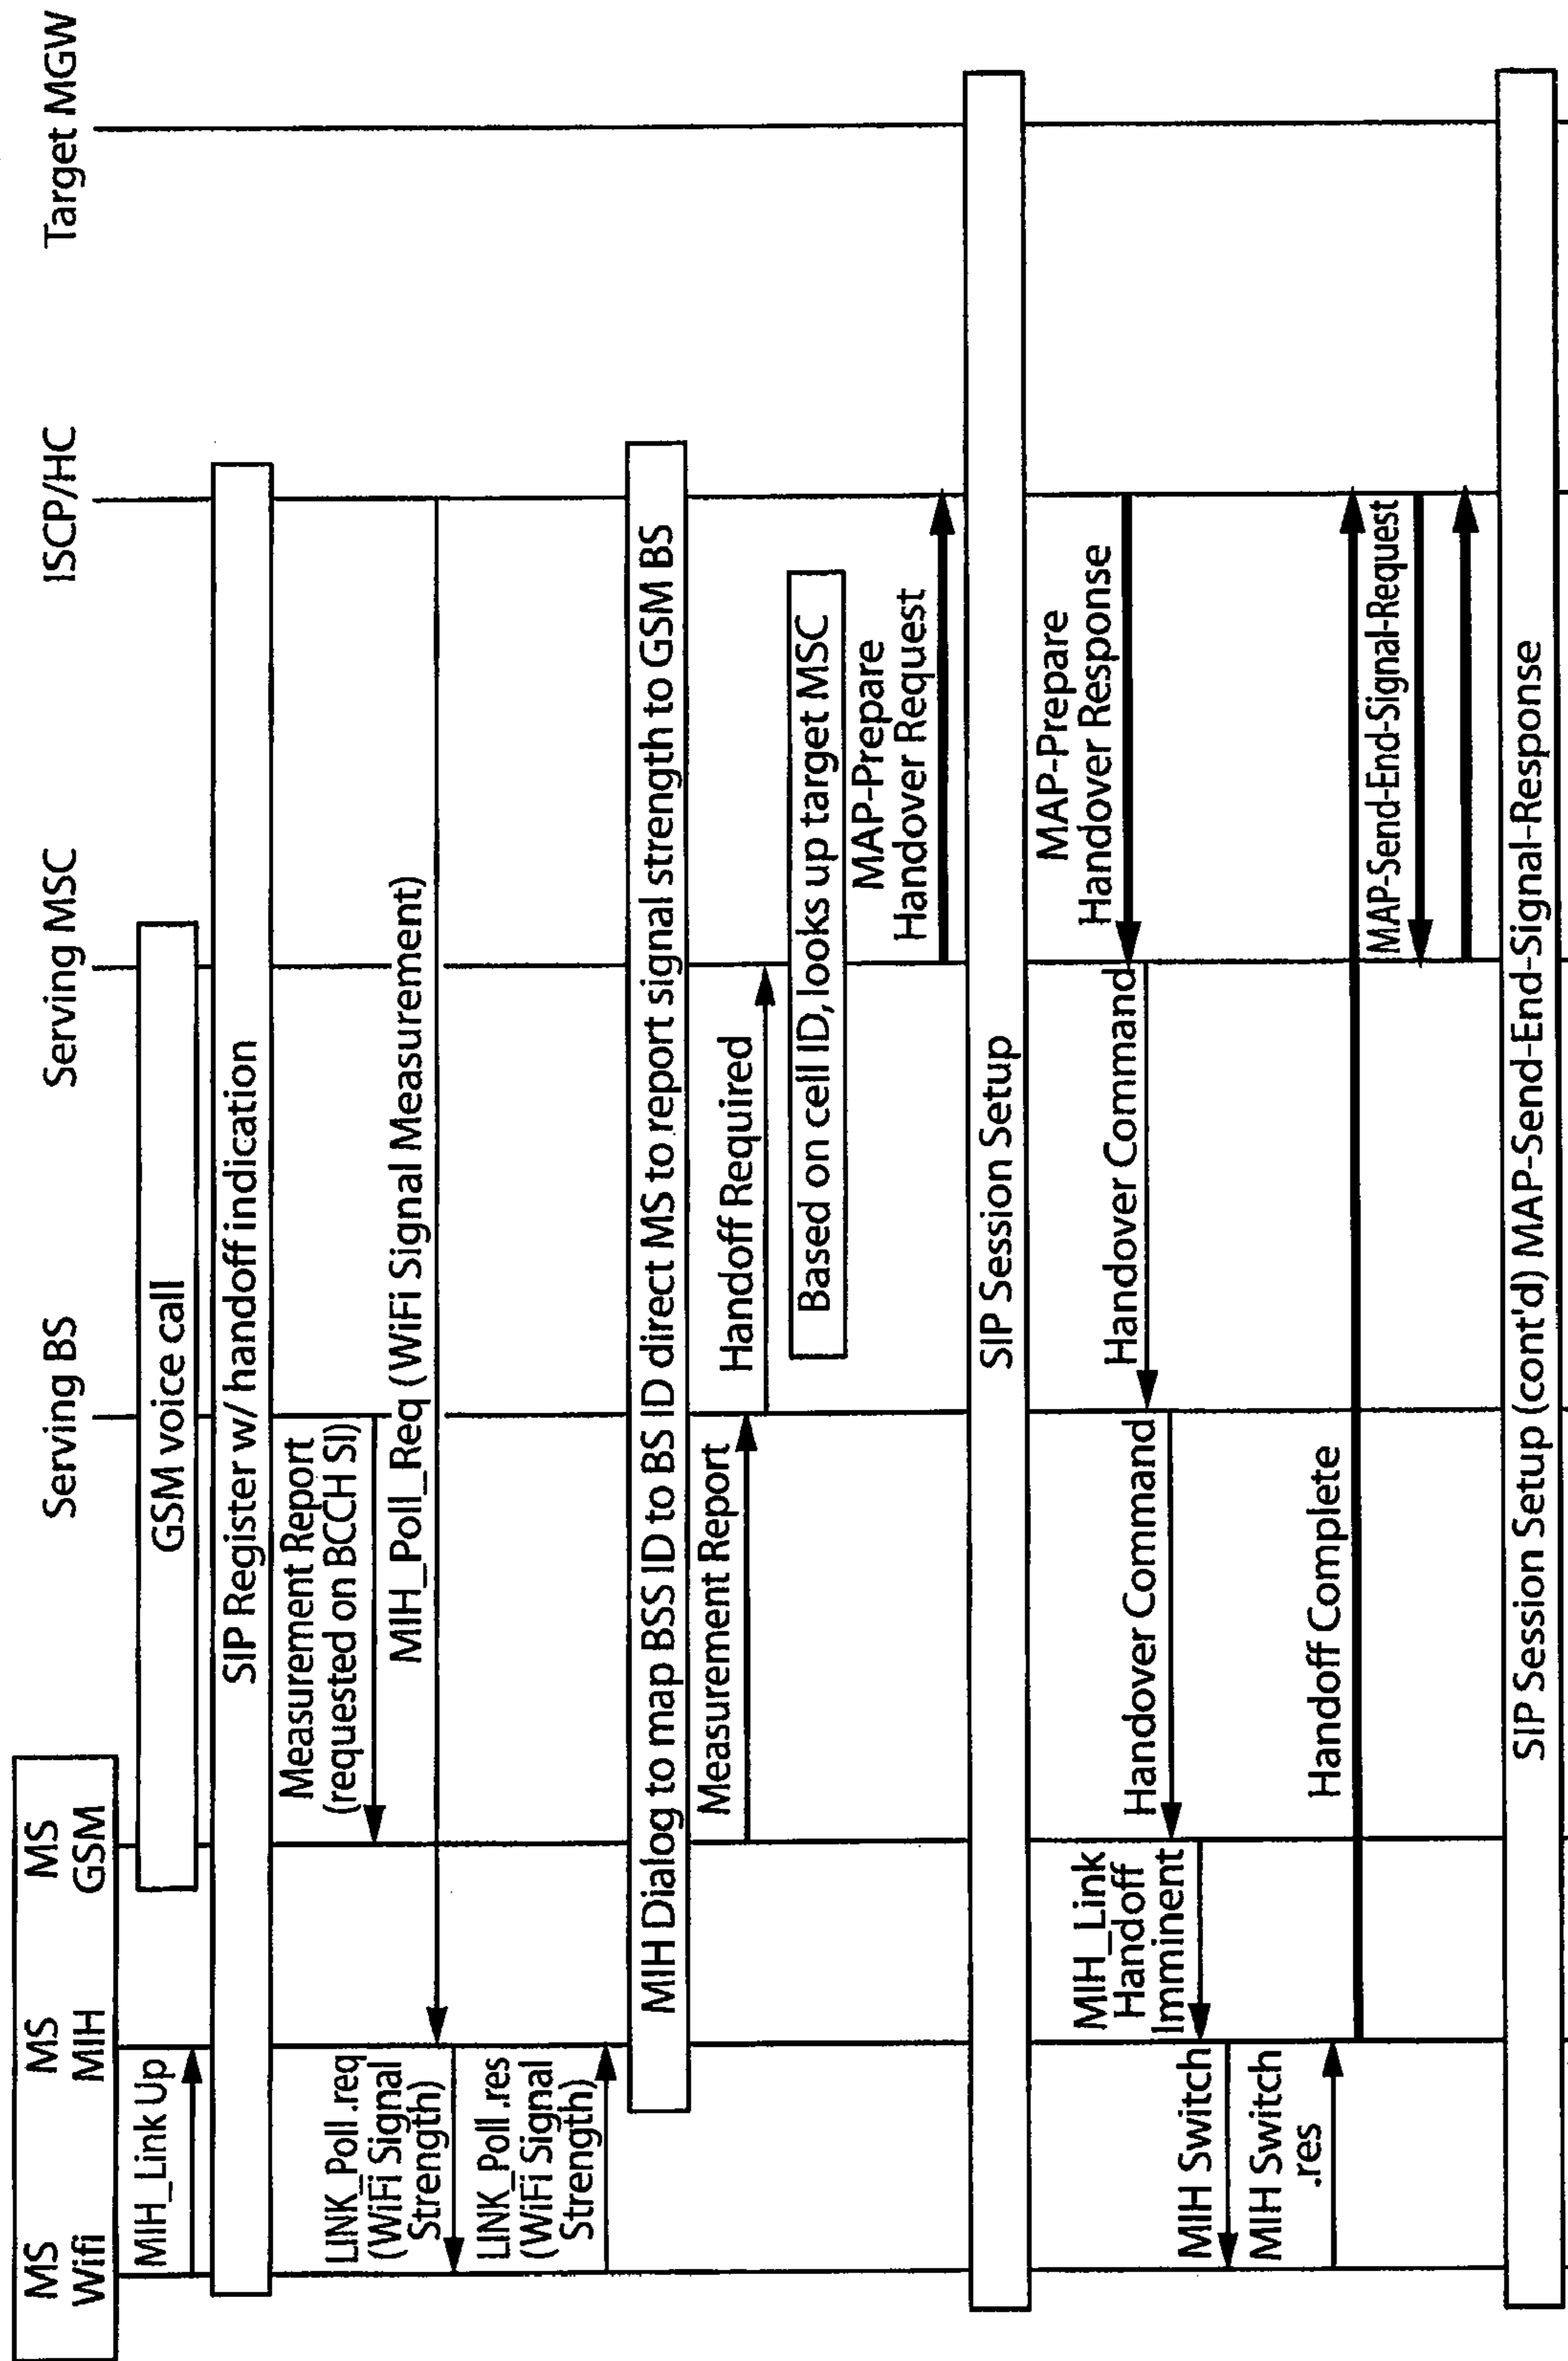 MS
Wifi
MS
MIH
MS
GSM
Serving BS
Serving MSC
ISCP/HC
Target MGW
MIH_Link Up
GSM voice call
SIP Register w/ handoff indication
Measurement Report
(requested on BCCH SI)
MIH_Poll_Req (WiFi Signal Measurement)
LINK_Poll .req
(WiFi Signal
Strength)
LINK_Poll .res
(WiFi Signal
Strength)
MIH Dialog to map BSS ID to BS ID direct MS to report signal strength to GSM BS
Measurement Report
Handoff Required
Based on cell ID, looks up target MSC
MAP-Prepare
Handover Request
SIP Session Setup
MAP-Prepare
Handover Response
Handover Command
Handover Command
MIH_Link
Handoff
Imminent
MIH Switch
MIH Switch
.res
Handoff Complete
MAP-Send-End-Signal-Request
SIP Session Setup (cont'd) MAP-Send-End-Signal-Response